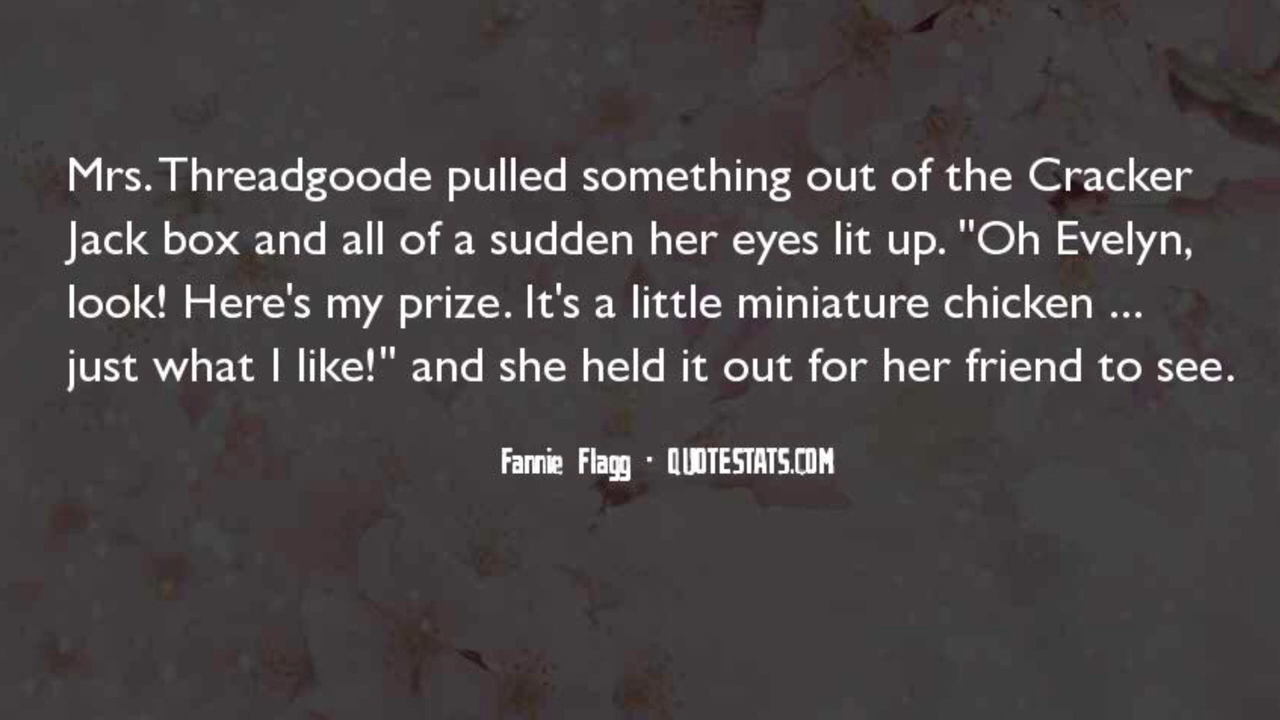 Mrs. Threadgoode pulled something out of the Cracker
Jack box and all of a sudden her eyes lit up. "Oh Evelyn,
look! Here's my prize. It's a little miniature chicken ...
just what I like!" and she held it out for her friend to see.
Fannie Flagg · QUOTESTATS.COM